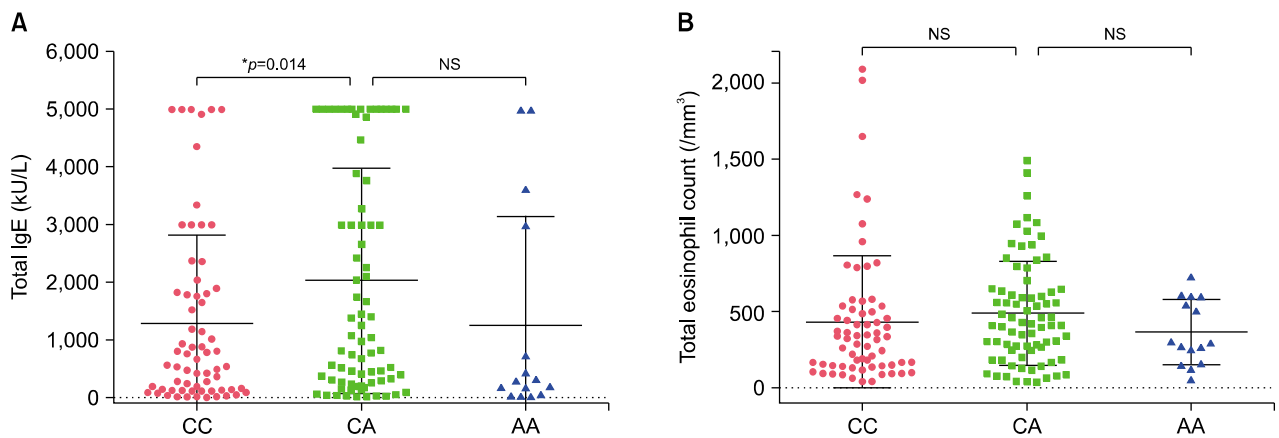 A
Total IgE (kU/L)
6,000
5,000
4,000
3,000
2,000
1,000
0
*p=0.014
NS
CC
CA
AA
B
Total eosinophil count (/mm³)
2,000
1,500
1,000
500
0
NS
NS
CC
CA
AA